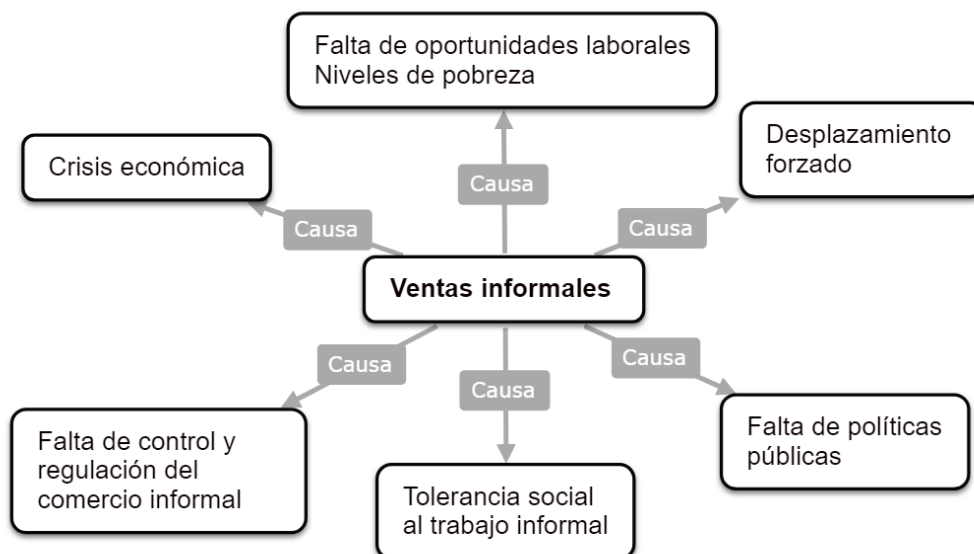 Falta de oportunidades laborales
Niveles de pobreza
Crisis económica
Desplazamiento
forzado
Causa
Causa
Causa
Ventas informales
Causa
Causa
Causa
Falta de control y
regulación del
comercio informal
Tolerancia social
al trabajo informal
Falta de políticas
públicas